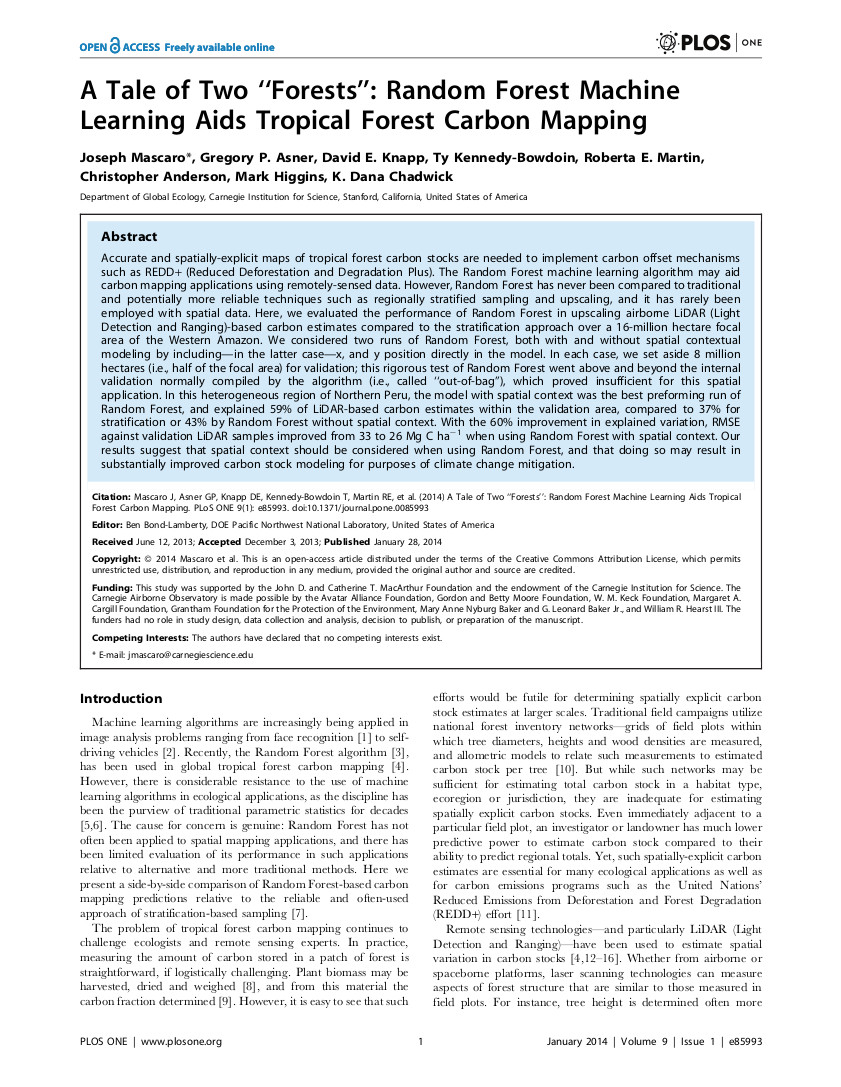 OPEN ACCESS Freely available online
PLOS ONE
A Tale of Two ‘‘Forests’’: Random Forest Machine
Learning Aids Tropical Forest Carbon Mapping
Joseph Mascaro*, Gregory P. Asner, David E. Knapp, Ty Kennedy-Bowdoin, Roberta E. Martin,
Christopher Anderson, Mark Higgins, K. Dana Chadwick
Department of Global Ecology, Carnegie Institution for Science, Stanford, California, United States of America
Abstract
Accurate and spatially-explicit maps of tropical forest carbon stocks are needed to implement carbon offset mechanisms
such as REDD+ (Reduced Deforestation and Degradation Plus). The Random Forest machine learning algorithm may aid
carbon mapping applications using remotely-sensed data. However, Random Forest has never been compared to traditional
and potentially more reliable techniques such as regionally stratified sampling and upscaling, and it has rarely been
employed with spatial data. Here, we evaluated the performance of Random Forest in upscaling airborne LiDAR (Light
Detection and Ranging)-based carbon estimates compared to the stratification approach over a 16-million hectare focal
area of the Western Amazon. We considered two runs of Random Forest, both with and without spatial contextual
modeling by including—in the latter case—x, and y position directly in the model. In each case, we set aside 8 million
hectares (i.e., half of the focal area) for validation; this rigorous test of Random Forest went above and beyond the internal
validation normally compiled by the algorithm (i.e., called ‘‘out-of-bag’’), which proved insufficient for this spatial
application. In this heterogeneous region of Northern Peru, the model with spatial context was the best preforming run of
Random Forest, and explained 59% of LiDAR-based carbon estimates within the validation area, compared to 37% for
stratification or 43% by Random Forest without spatial context. With the 60% improvement in explained variation, RMSE
against validation LiDAR samples improved from 33 to 26 Mg C ha−1 when using Random Forest with spatial context. Our
results suggest that spatial context should be considered when using Random Forest, and that doing so may result in
substantially improved carbon stock modeling for purposes of climate change mitigation.
Citation: Mascaro J, Asner GP, Knapp DE, Kennedy-Bowdoin T, Martin RE, et al. (2014) A Tale of Two ‘‘Forests’’: Random Forest Machine Learning Aids Tropical
Forest Carbon Mapping. PLoS ONE 9(1): e85993. doi:10.1371/journal.pone.0085993
Editor: Ben Bond-Lamberty, DOE Pacific Northwest National Laboratory, United States of America
Received June 12, 2013; Accepted December 3, 2013; Published January 28, 2014
Copyright: © 2014 Mascaro et al. This is an open-access article distributed under the terms of the Creative Commons Attribution License, which permits
unrestricted use, distribution, and reproduction in any medium, provided the original author and source are credited.
Funding: This study was supported by the John D. and Catherine T. MacArthur Foundation and the endowment of the Carnegie Institution for Science. The
Carnegie Airborne Observatory is made possible by the Avatar Alliance Foundation, Gordon and Betty Moore Foundation, W. M. Keck Foundation, Margaret A.
Cargill Foundation, Grantham Foundation for the Protection of the Environment, Mary Anne Nyburg Baker and G. Leonard Baker Jr., and William R. Hearst III. The
funders had no role in study design, data collection and analysis, decision to publish, or preparation of the manuscript.
Competing Interests: The authors have declared that no competing interests exist.
* E-mail: jmascaro@carnegiescience.edu
Introduction
Machine learning algorithms are increasingly being applied in
image analysis problems ranging from face recognition [1] to self-
driving vehicles [2]. Recently, the Random Forest algorithm [3],
has been used in global tropical forest carbon mapping [4].
However, there is considerable resistance to the use of machine
learning algorithms in ecological applications, as the discipline has
been the purview of traditional parametric statistics for decades
[5,6]. The cause for concern is genuine: Random Forest has not
often been applied to spatial mapping applications, and there has
been limited evaluation of its performance in such applications
relative to alternative and more traditional methods. Here we
present a side-by-side comparison of Random Forest-based carbon
mapping predictions relative to the reliable and often-used
approach of stratification-based sampling [7].
The problem of tropical forest carbon mapping continues to
challenge ecologists and remote sensing experts. In practice,
measuring the amount of carbon stored in a patch of forest is
straightforward, if logistically challenging. Plant biomass may be
harvested, dried and weighed [8], and from this material the
carbon fraction determined [9]. However, it is easy to see that such
efforts would be futile for determining spatially explicit carbon
stock estimates at larger scales. Traditional field campaigns utilize
national forest inventory networks—grids of field plots within
which tree diameters, heights and wood densities are measured,
and allometric models to relate such measurements to estimated
carbon stock per tree [10]. But while such networks may be
sufficient for estimating total carbon stock in a habitat type,
ecoregion or jurisdiction, they are inadequate for estimating
spatially explicit carbon stocks. Even immediately adjacent to a
particular field plot, an investigator or landowner has much lower
predictive power to estimate carbon stock compared to their
ability to predict regional totals. Yet, such spatially-explicit carbon
estimates are essential for many ecological applications as well as
for carbon emissions programs such as the United Nations’
Reduced Emissions from Deforestation and Forest Degradation
(REDD+) effort [11].
Remote sensing technologies—and particularly LiDAR (Light
Detection and Ranging)—have been used to estimate spatial
variation in carbon stocks [4,12–16]. Whether from airborne or
spaceborne platforms, laser scanning technologies can measure
aspects of forest structure that are similar to those measured in
field plots. For instance, tree height is determined often more
PLOS ONE | www.plosone.org
1
January 2014 | Volume 9 | Issue 1 | e85993